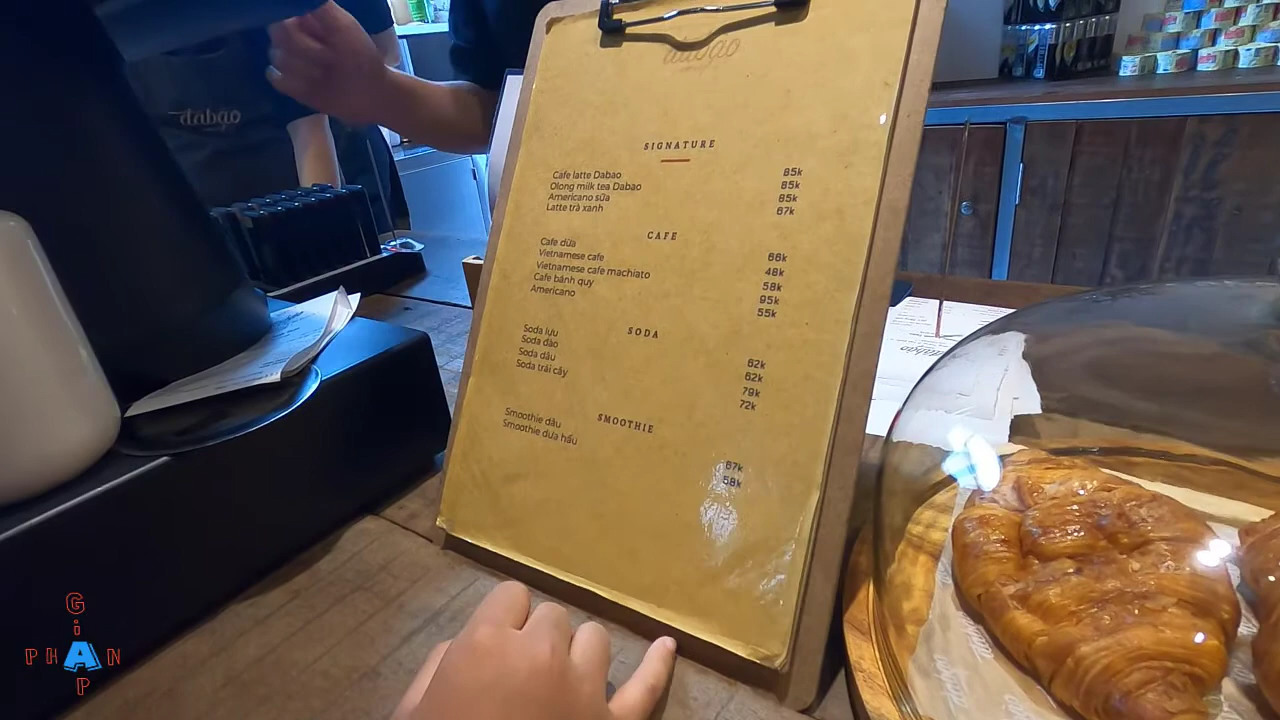 dabao
dabao
SIGNATURE
Cafe latte Dabao 85k
Olong milk tea Dabao 85k
Americano sữa 85k
Latte trà xanh 67k
CAFE
Cafe dừa 66k
Vietnamese cafe 48k
Vietnamese cafe machiato 58k
Cafe bánh quy 95k
Americano 55k
SODA
Soda lựu 62k
Soda đào 62k
Soda dâu 79k
Soda trái cây 72k
SMOOTHIE
Smoothie dâu 67k
Smoothie dưa hấu 58k
dabao
GiAP
PHAN